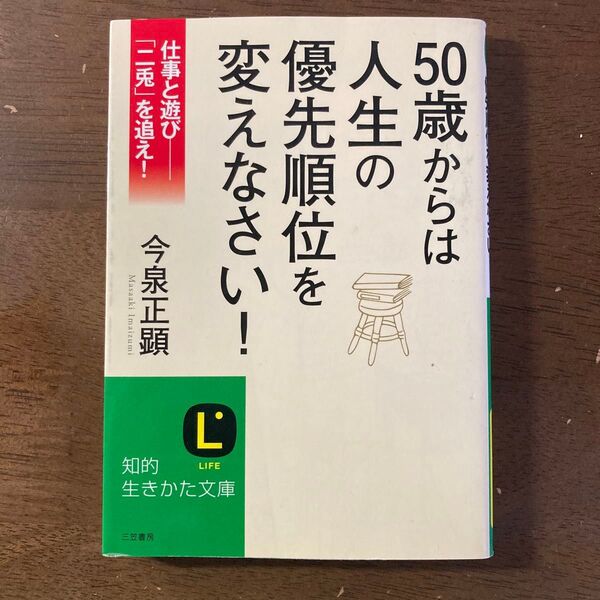 50歳からは
人生の
優先順位を
変えなさい!
仕事と遊び――
「二兎」を追え!
今泉正顕
Masaaki Imaizumi
L
LIFE
知的
生きかた文庫
三笠書房